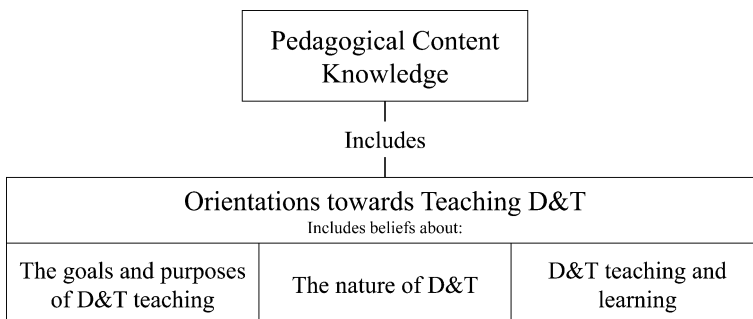 Pedagogical Content
Knowledge
Includes
Orientations towards Teaching D&T
Includes beliefs about:
The goals and purposes
of D&T teaching
The nature of D&T
D&T teaching and
learning